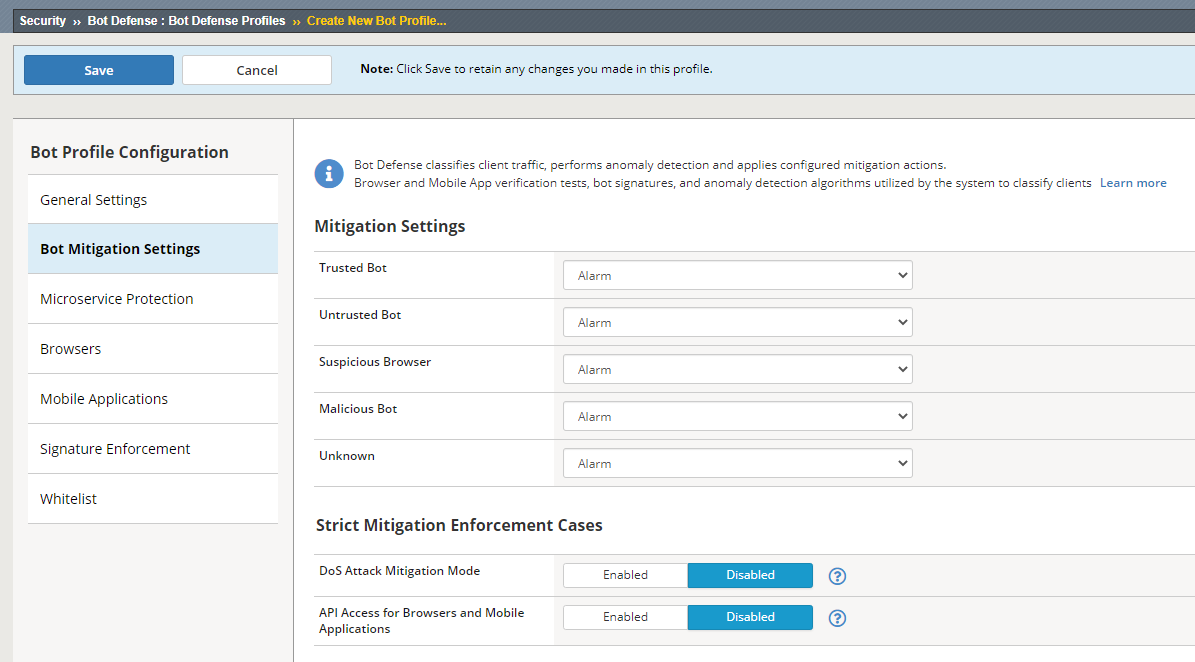 Security ›› Bot Defense : Bot Defense Profiles ›› Create New Bot Profile...
Save
Cancel
Note: Click Save to retain any changes you made in this profile.
Bot Profile Configuration
General Settings
Bot Mitigation Settings
Microservice Protection
Browsers
Mobile Applications
Signature Enforcement
Whitelist
Bot Defense classifies client traffic, performs anomaly detection and applies configured mitigation actions.
Browser and Mobile App verification tests, bot signatures, and anomaly detection algorithms utilized by the system to classify clients Learn more
Mitigation Settings
Trusted Bot
Alarm
Untrusted Bot
Alarm
Suspicious Browser
Alarm
Malicious Bot
Alarm
Unknown
Alarm
Strict Mitigation Enforcement Cases
DoS Attack Mitigation Mode
Enabled
Disabled
?
API Access for Browsers and Mobile
Applications
Enabled
Disabled
?